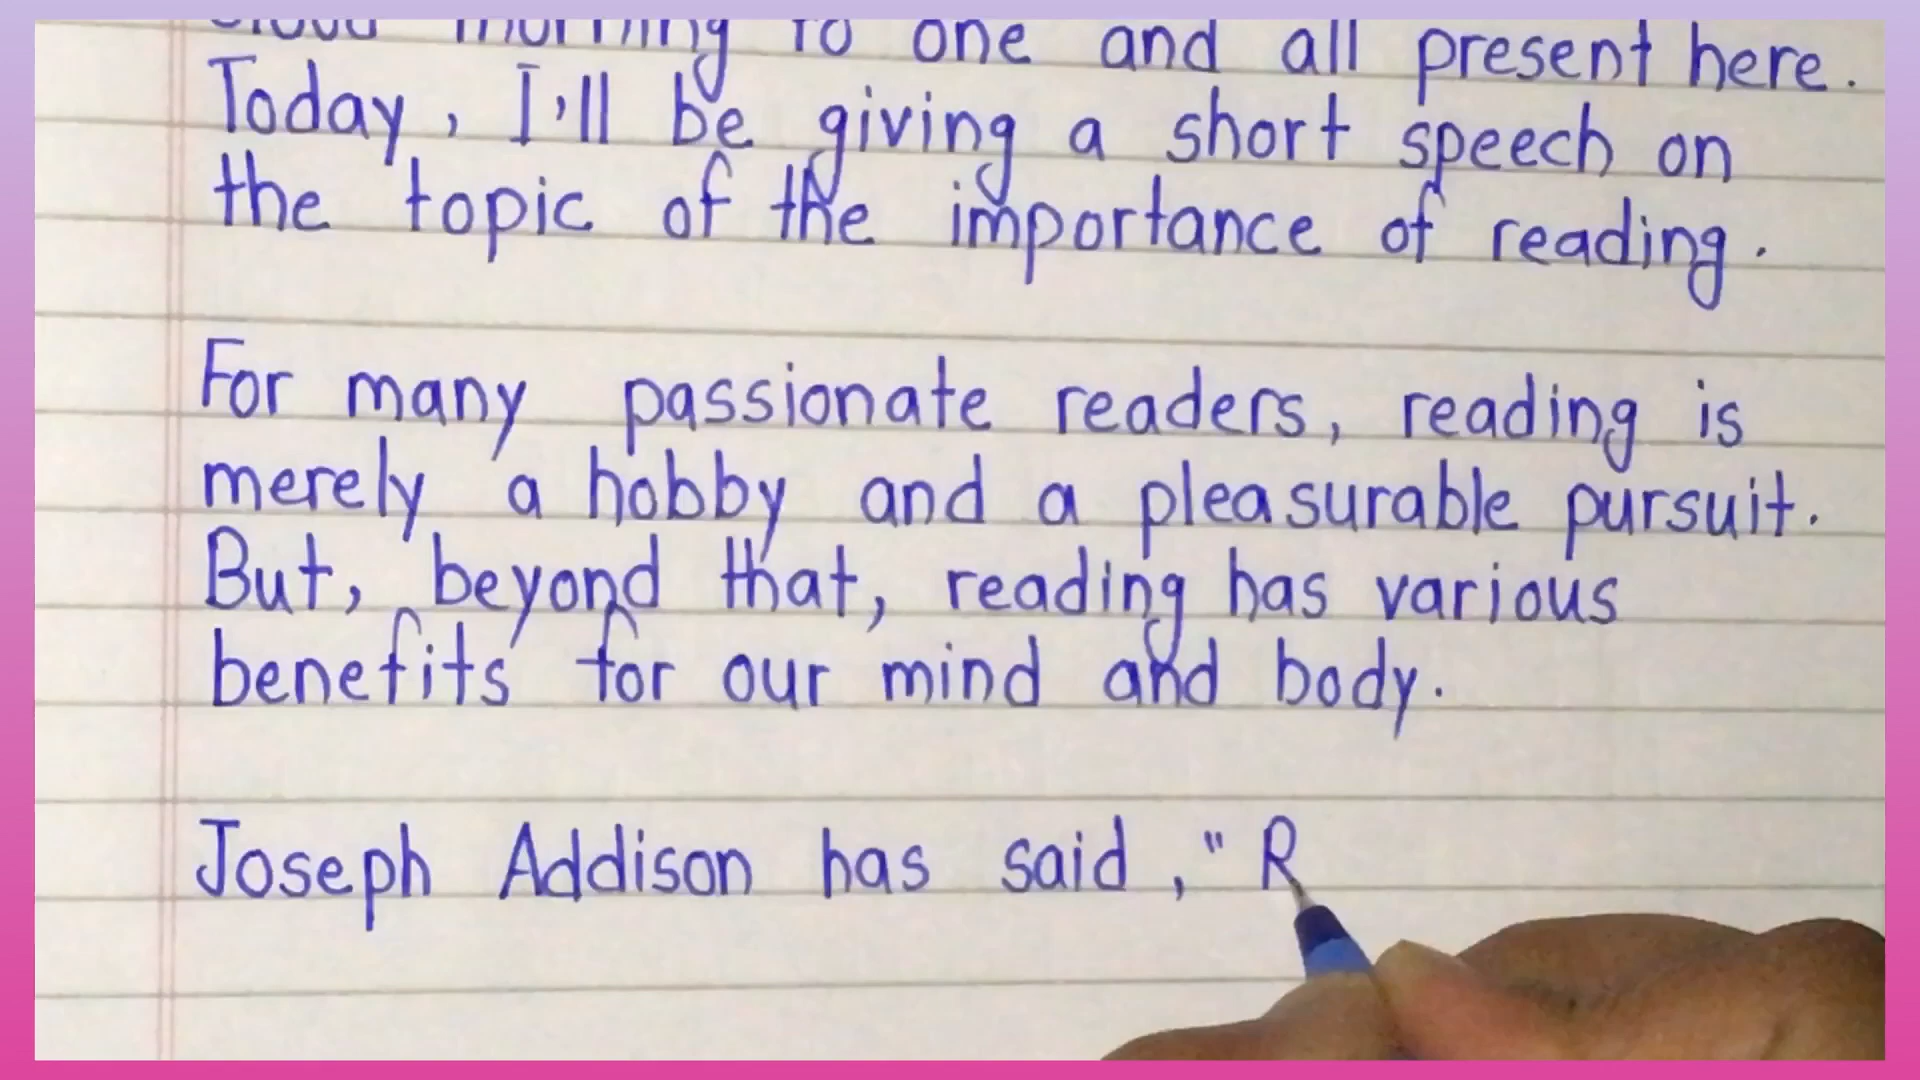 Good morning to one and all present here.
Today, I'll be giving a short speech on
the topic of the importance of reading.
For many passionate readers, reading is
merely a hobby and a pleasurable pursuit.
But, beyond that, reading has various
benefits for our mind and body.
Joseph Addison has said, "R